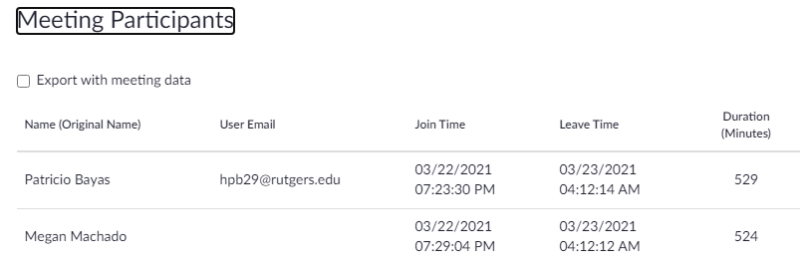 Meeting Participants
Export with meeting data
Name (Original Name) User Email Join Time Leave Time Duration (Minutes)
Patricio Bayas hpb29@rutgers.edu 03/22/2021 07:23:30 PM 03/23/2021 04:12:14 AM 529
Megan Machado 03/22/2021 07:29:04 PM 03/23/2021 04:12:12 AM 524